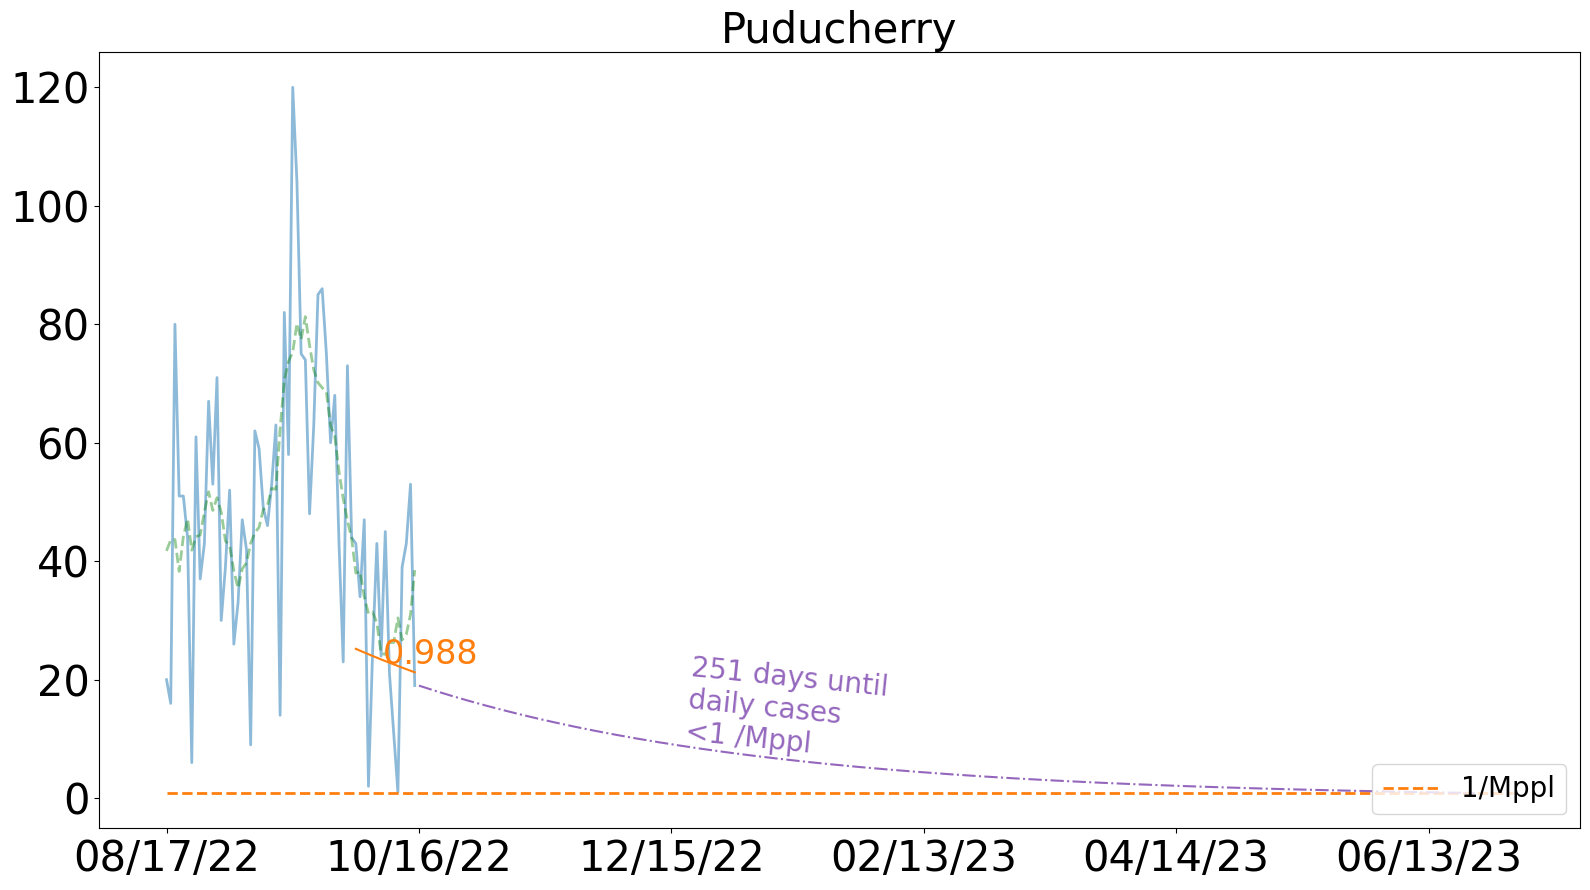 Puducherry
120
100
80
60
40
20
0
0.988
251 days until
daily cases
<1 /Mppl
1/Mppl
08/17/22
10/16/22
12/15/22
02/13/23
04/14/23
06/13/23